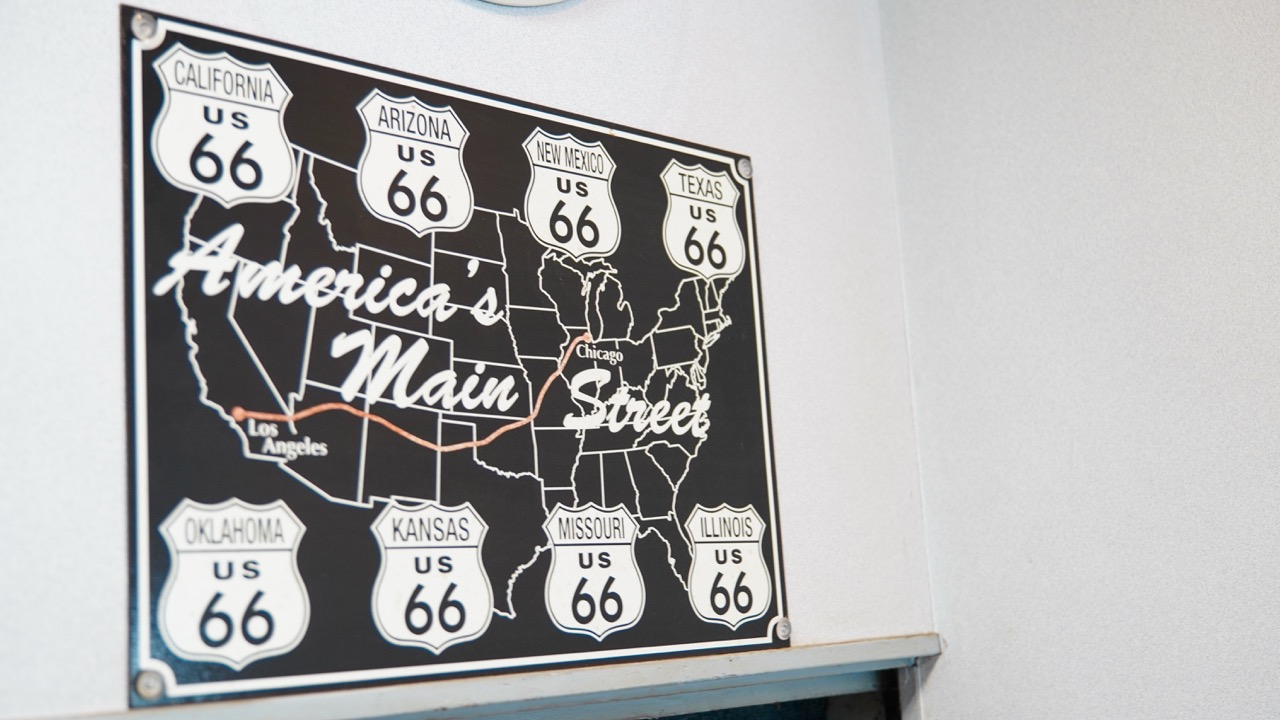 CALIFORNIA
US
66
ARIZONA
US
66
NEW MEXICO
US
66
TEXAS
US
66
America's
Main
Street
Chicago
Los
Angeles
OKLAHOMA
US
66
KANSAS
US
66
MISSOURI
US
66
ILLINOIS
US
66